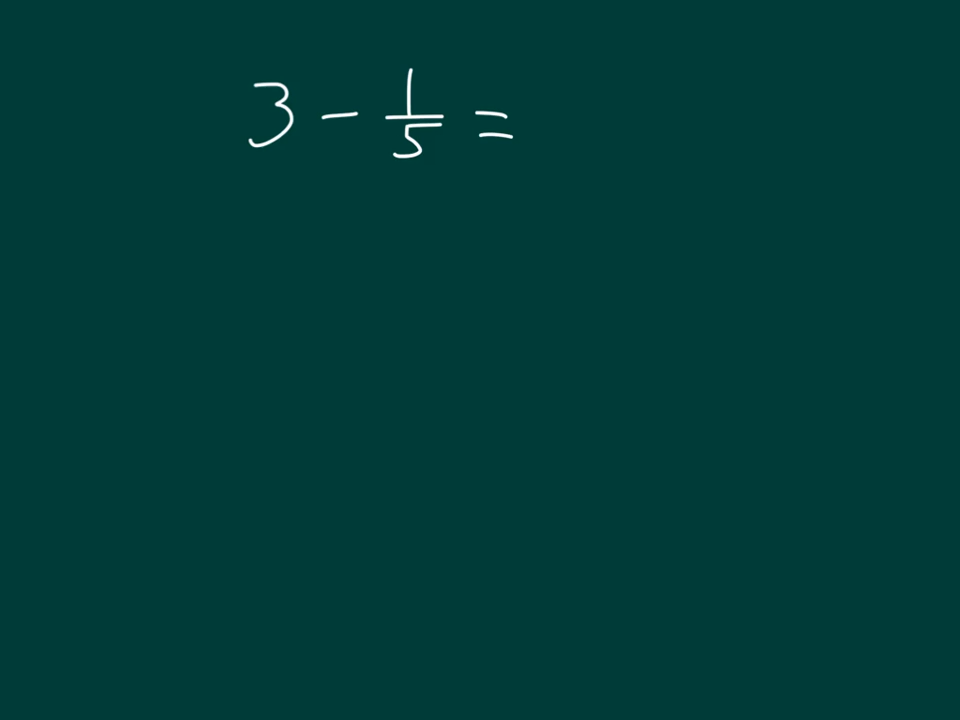 3 - 1/5 =